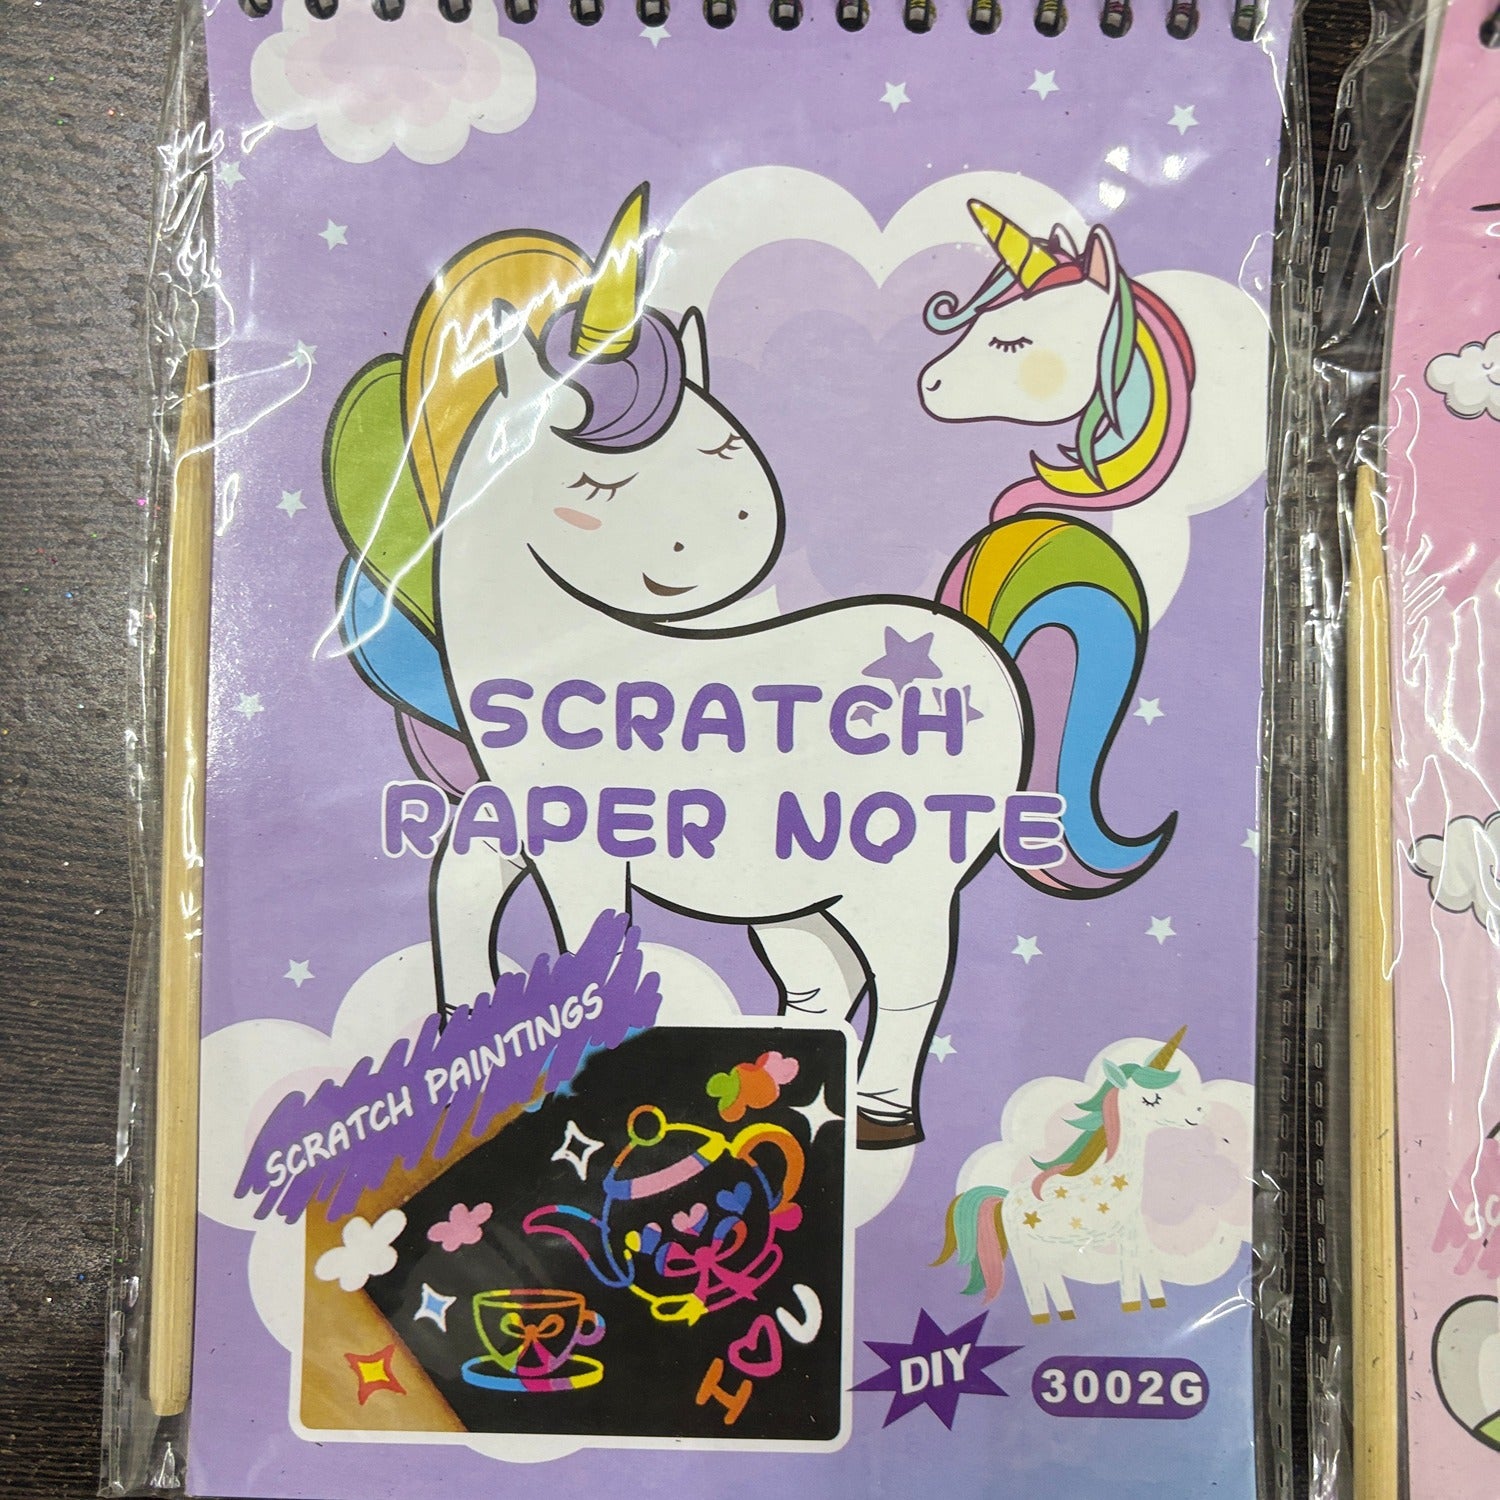 SCRATCH
RAPER NOTE
SCRATCH PAINTINGS
I ♡ U
DIY
3002G